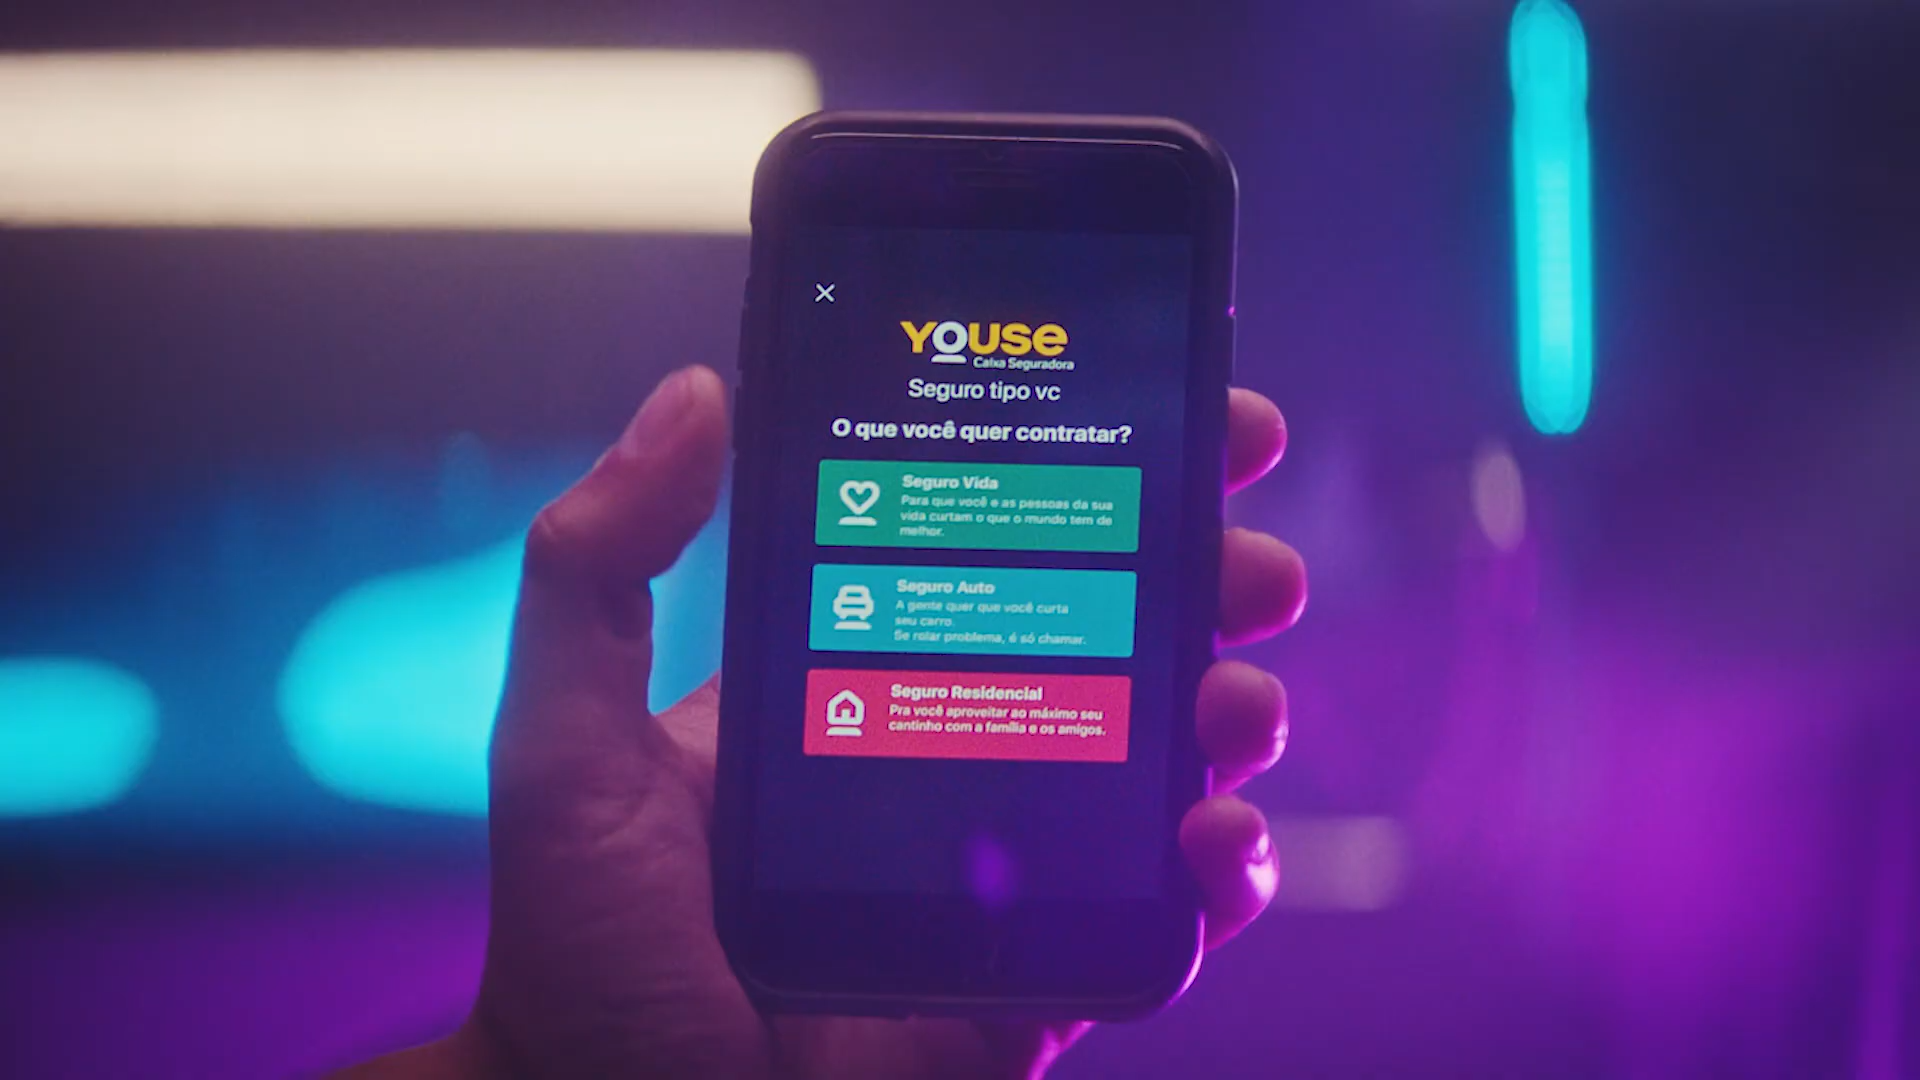 YOUSE
Caixa Seguradora
Seguro tipo vc
O que você quer contratar?
Seguro Vida
Para que você e as pessoas da sua
vida curtam o que o mundo tem de
melhor.
Seguro Auto
A gente quer que você curta
seu carro.
Se rolar problema, é só chamar.
Seguro Residencial
Pra você aproveitar ao máximo seu
cantinho com a família e os amigos.